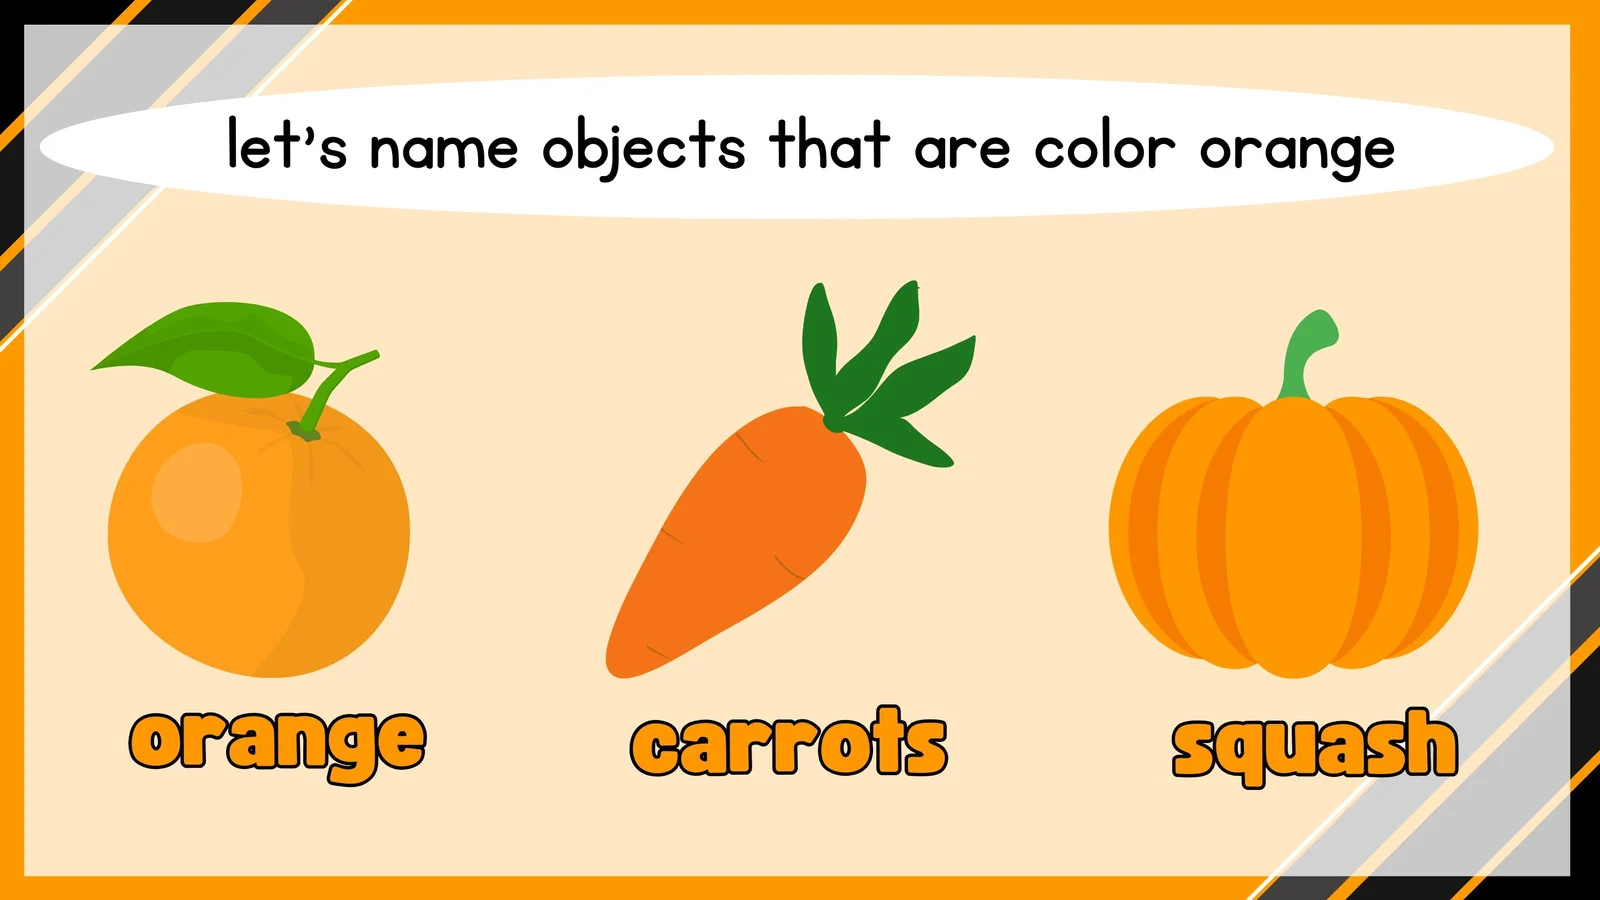 let's name objects that are color orange
orange
carrots
squash